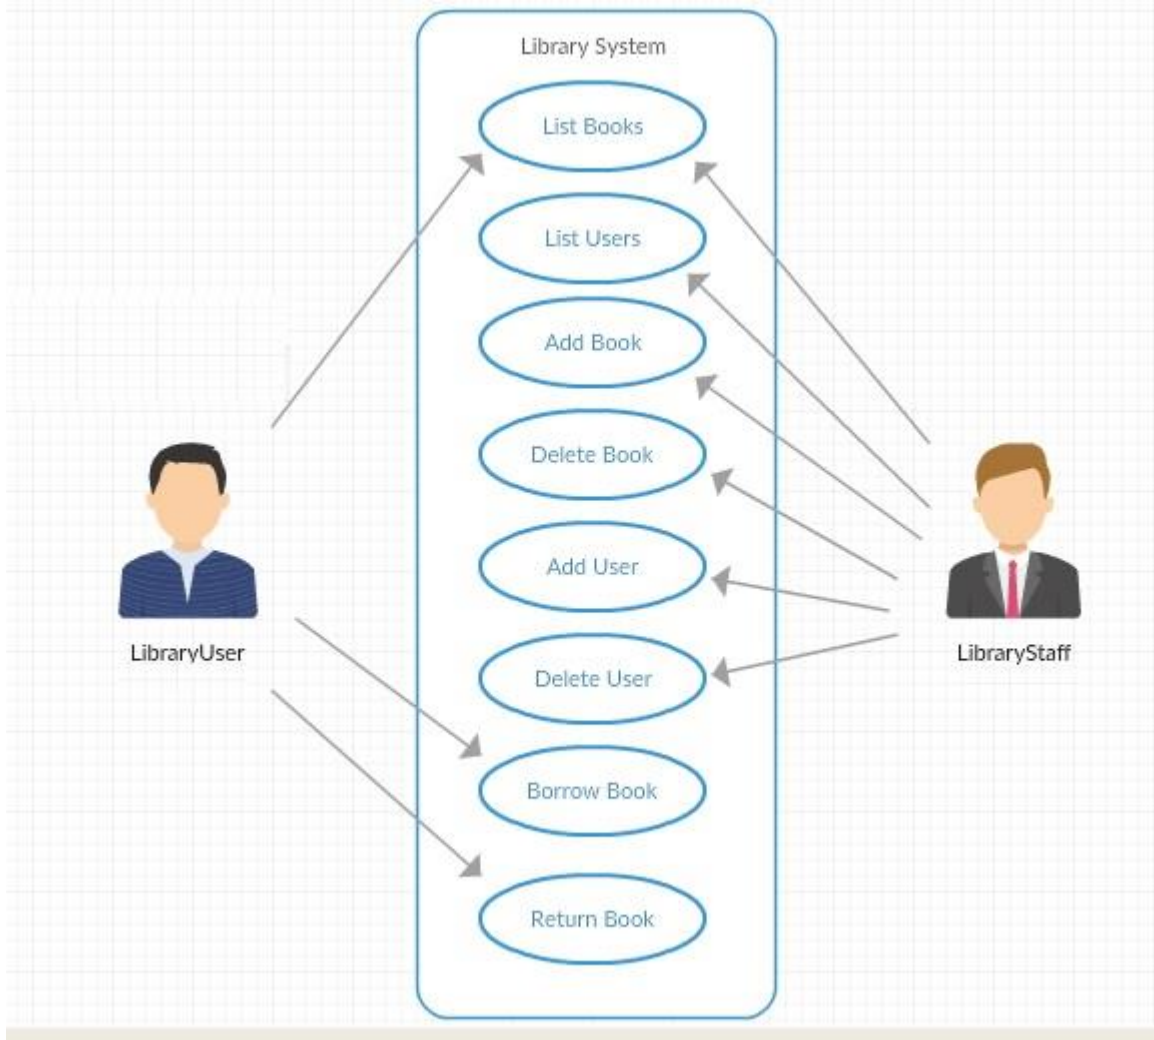 Library System
List Books
List Users
Add Book
Delete Book
Add User
Delete User
LibraryUser
LibraryStaff
Borrow Book
Return Book